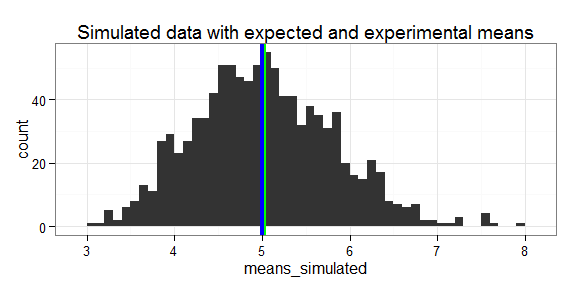 Simulated data with expected and experimental means
count
40
20
0
3 4 5 6 7 8
means_simulated